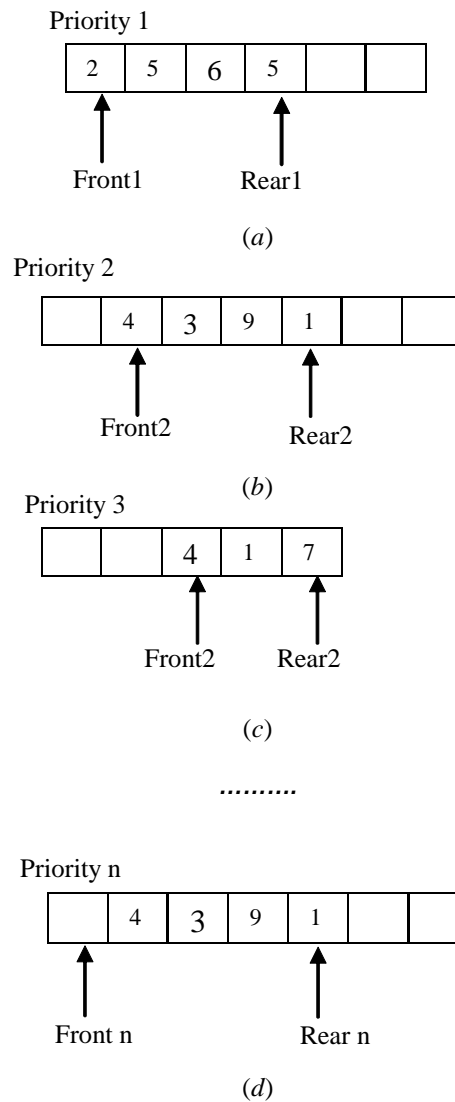 Priority 1
2 5 6 5
Front1 Rear1
(a)
Priority 2
4 3 9 1
Front2 Rear2
(b)
Priority 3
4 1 7
Front2 Rear2
(c)
..........
Priority n
4 3 9 1
Front n Rear n
(d)